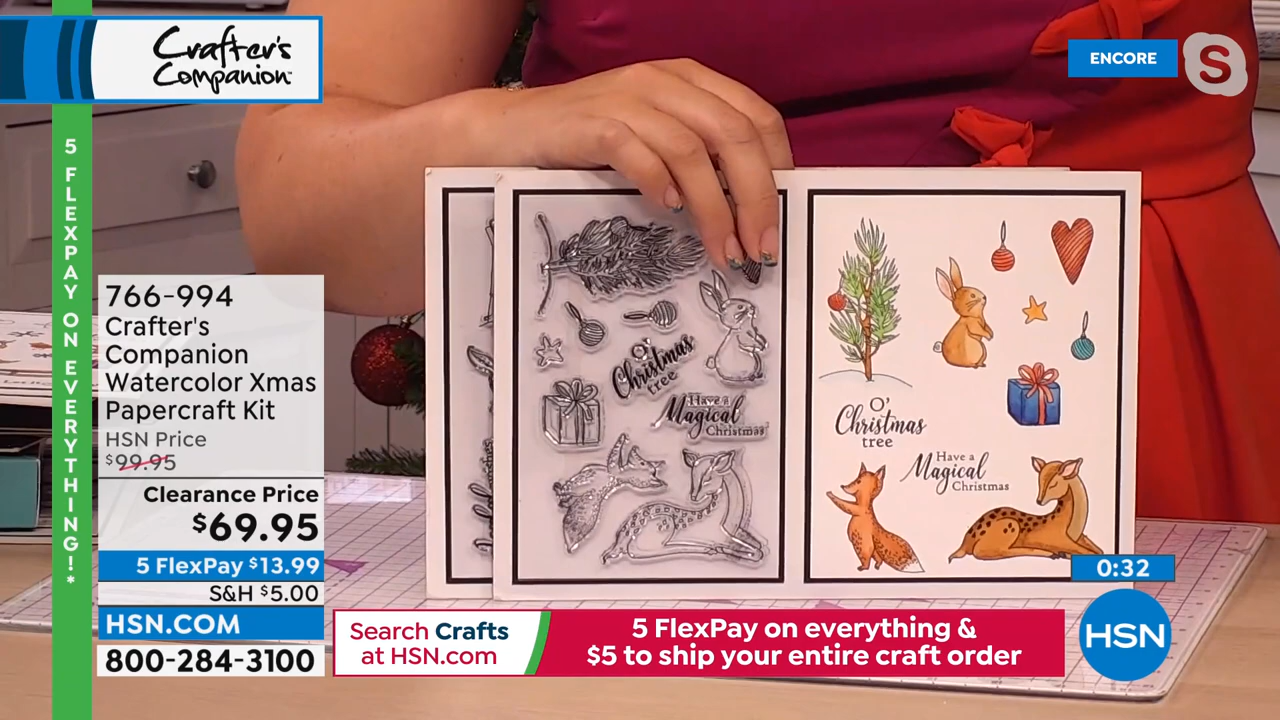 Crafter's
Companion
ENCORE
S
5 FLEXPAY ON EVERYTHING!*
766-994
Crafter's
Companion
Watercolor Xmas
Papercraft Kit
HSN Price
$99.95
Clearance Price
$69.95
5 FlexPay $13.99
S&H $5.00
HSN.COM
800-284-3100
O'
Christmas
tree
Have a
Magical
Christmas
O'
Christmas
tree
Have a
Magical
Christmas
0:32
Search Crafts
at HSN.com
5 FlexPay on everything &
$5 to ship your entire craft order
HSN